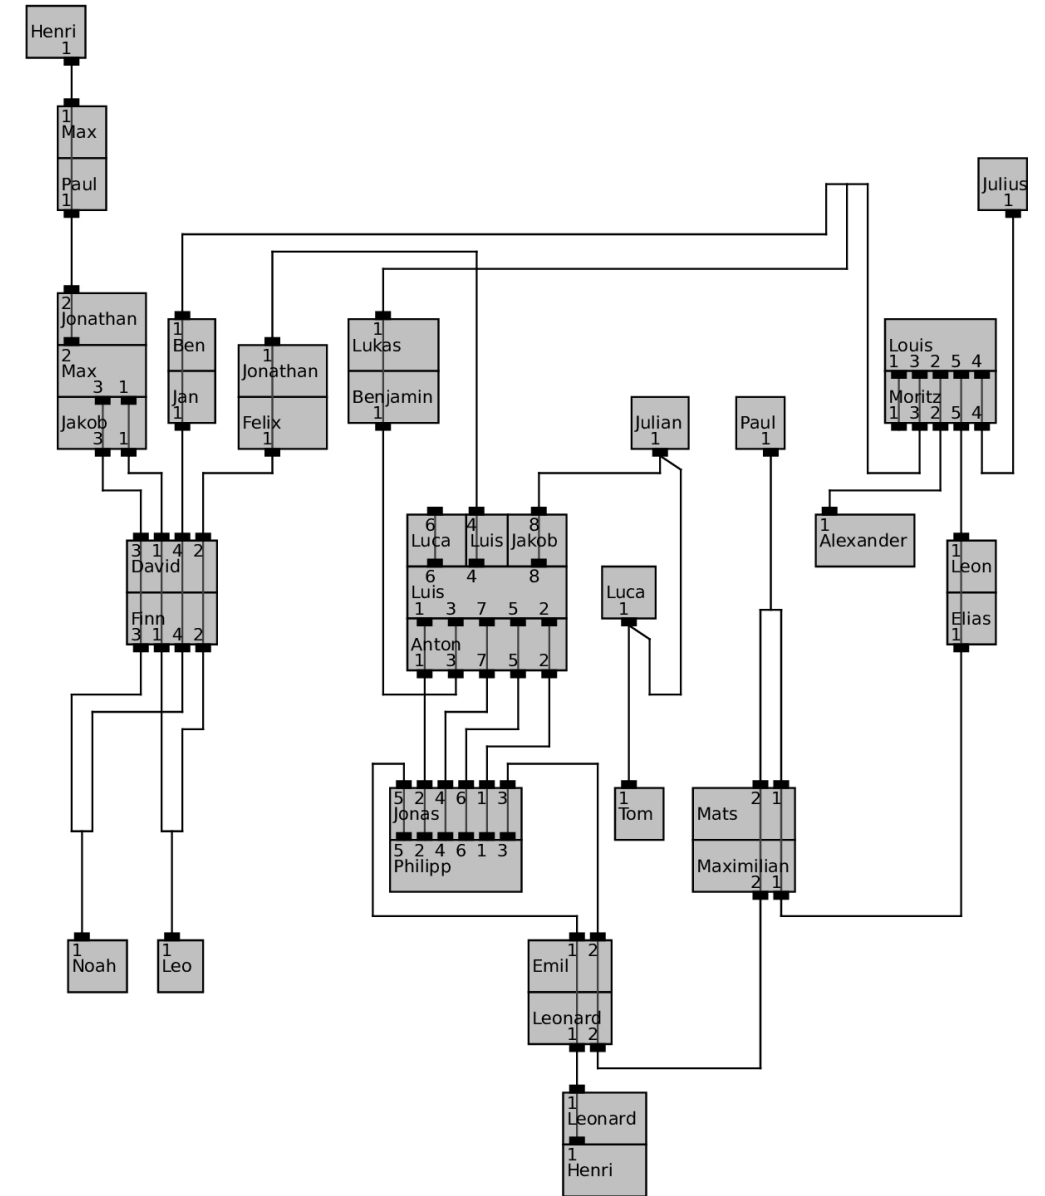 Henri
1
1
Max
Paul
1
Julius
1
2
Jonathan
2
Max
3 1
Jakob
3 1
1
Ben
Jan
1
1
Jonathan
Felix
1
1
Lukas
Benjamin
1
Louis
1 3 2 5 4
Moritz
1 3 2 5 4
Julian
1
Paul
1
6 4 8
Luca Luis Jakob
6 4 8
Luis
1 3 7 5 2
Anton
1 3 7 5 2
1
Alexander
3 1 4 2
David
Finn
3 1 4 2
Luca
1
1
Leon
Elias
1
5 2 4 6 1 3
Jonas
5 2 4 6 1 3
Philipp
1
Tom
2 1
Mats
Maximilian
2 1
1
Noah
1
Leo
1 2
Emil
Leonard
1 2
1
Leonard
1
Henri